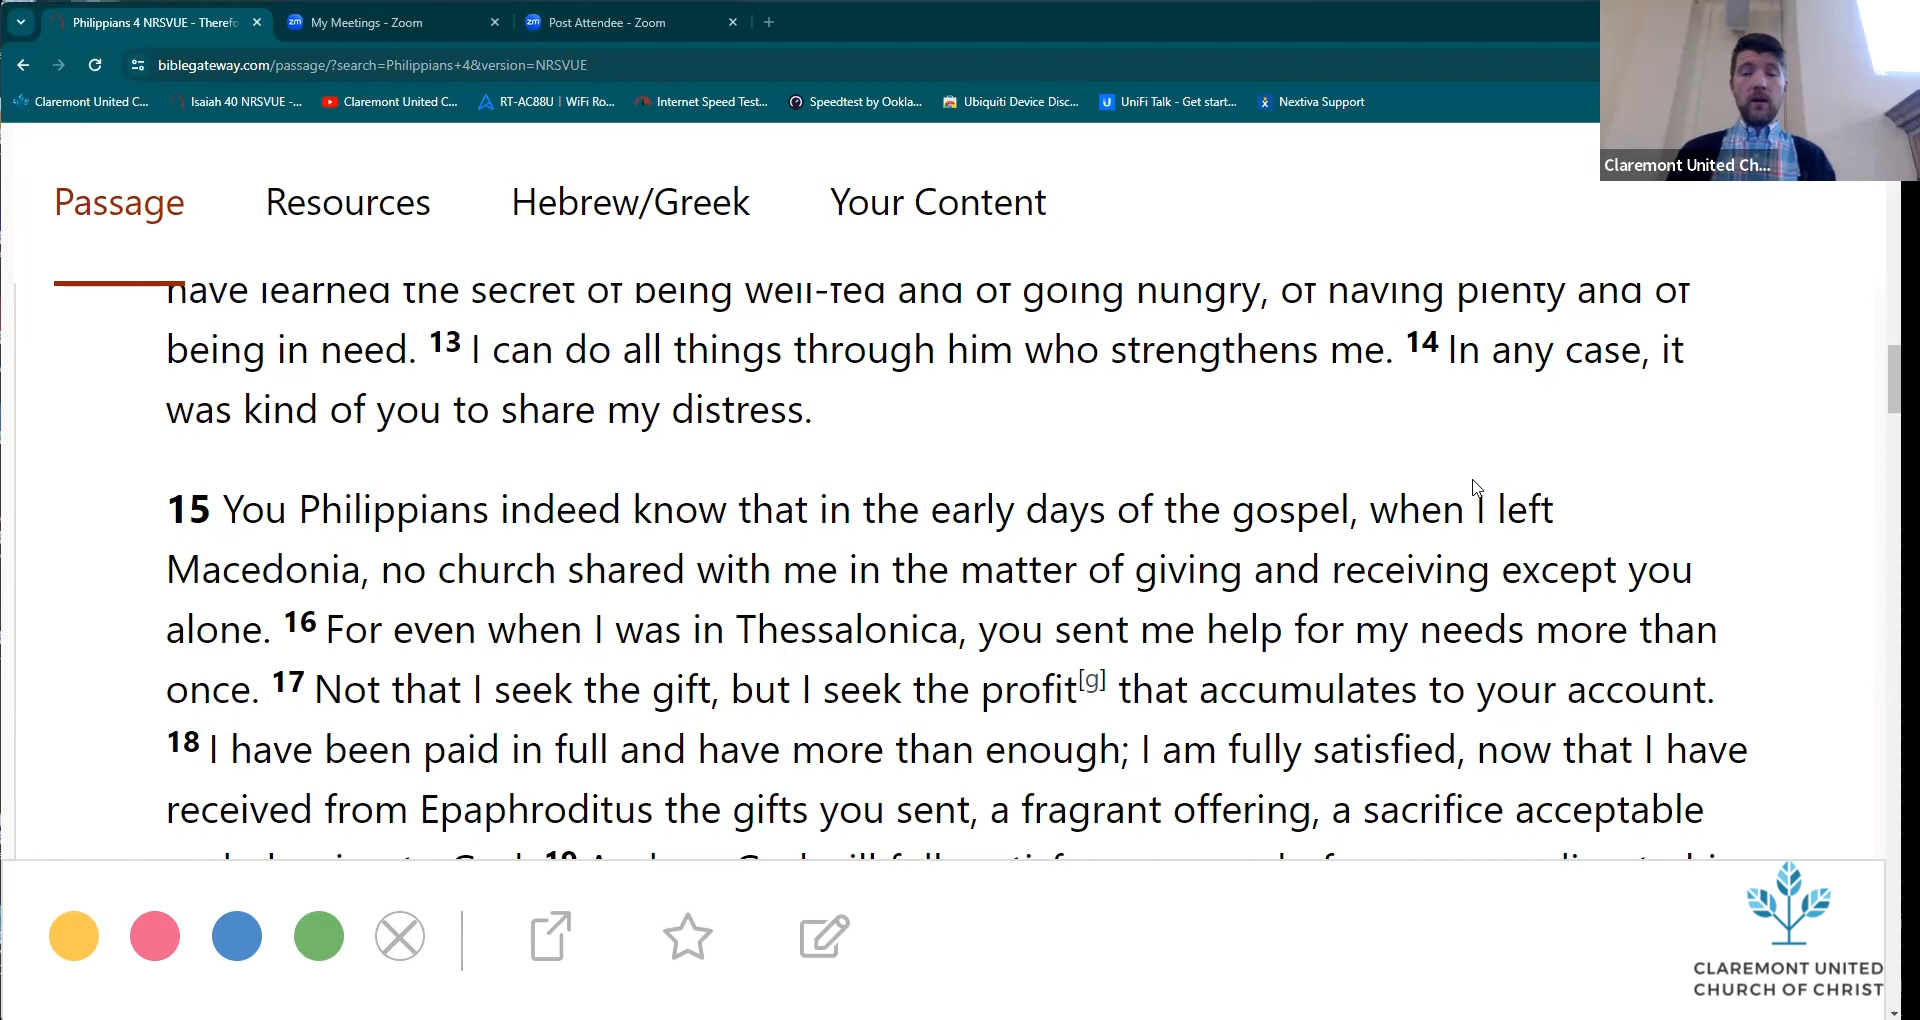 Philippians 4 NRSVUE - Therefo
My Meetings - Zoom
Post Attendee - Zoom
biblegateway.com/passage/?search=Philippians+4&version=NRSVUE
Claremont United C...
Isaiah 40 NRSVUE -...
Claremont United C...
RT-AC88U | WiFi Ro...
Internet Speed Test...
Speedtest by Ookla...
Ubiquiti Device Disc...
UniFi Talk - Get start...
Nextiva Support
Claremont United Ch...
Passage
Resources
Hebrew/Greek
Your Content
have learned the secret of being well-fed and of going hungry, of having plenty and of
being in need. 13 I can do all things through him who strengthens me. 14 In any case, it
was kind of you to share my distress.
15 You Philippians indeed know that in the early days of the gospel, when I left
Macedonia, no church shared with me in the matter of giving and receiving except you
alone. 16 For even when I was in Thessalonica, you sent me help for my needs more than
once. 17 Not that I seek the gift, but I seek the profit[g] that accumulates to your account.
18 I have been paid in full and have more than enough; I am fully satisfied, now that I have
received from Epaphroditus the gifts you sent, a fragrant offering, a sacrifice acceptable
CLAREMONT UNITED
CHURCH OF CHRIST